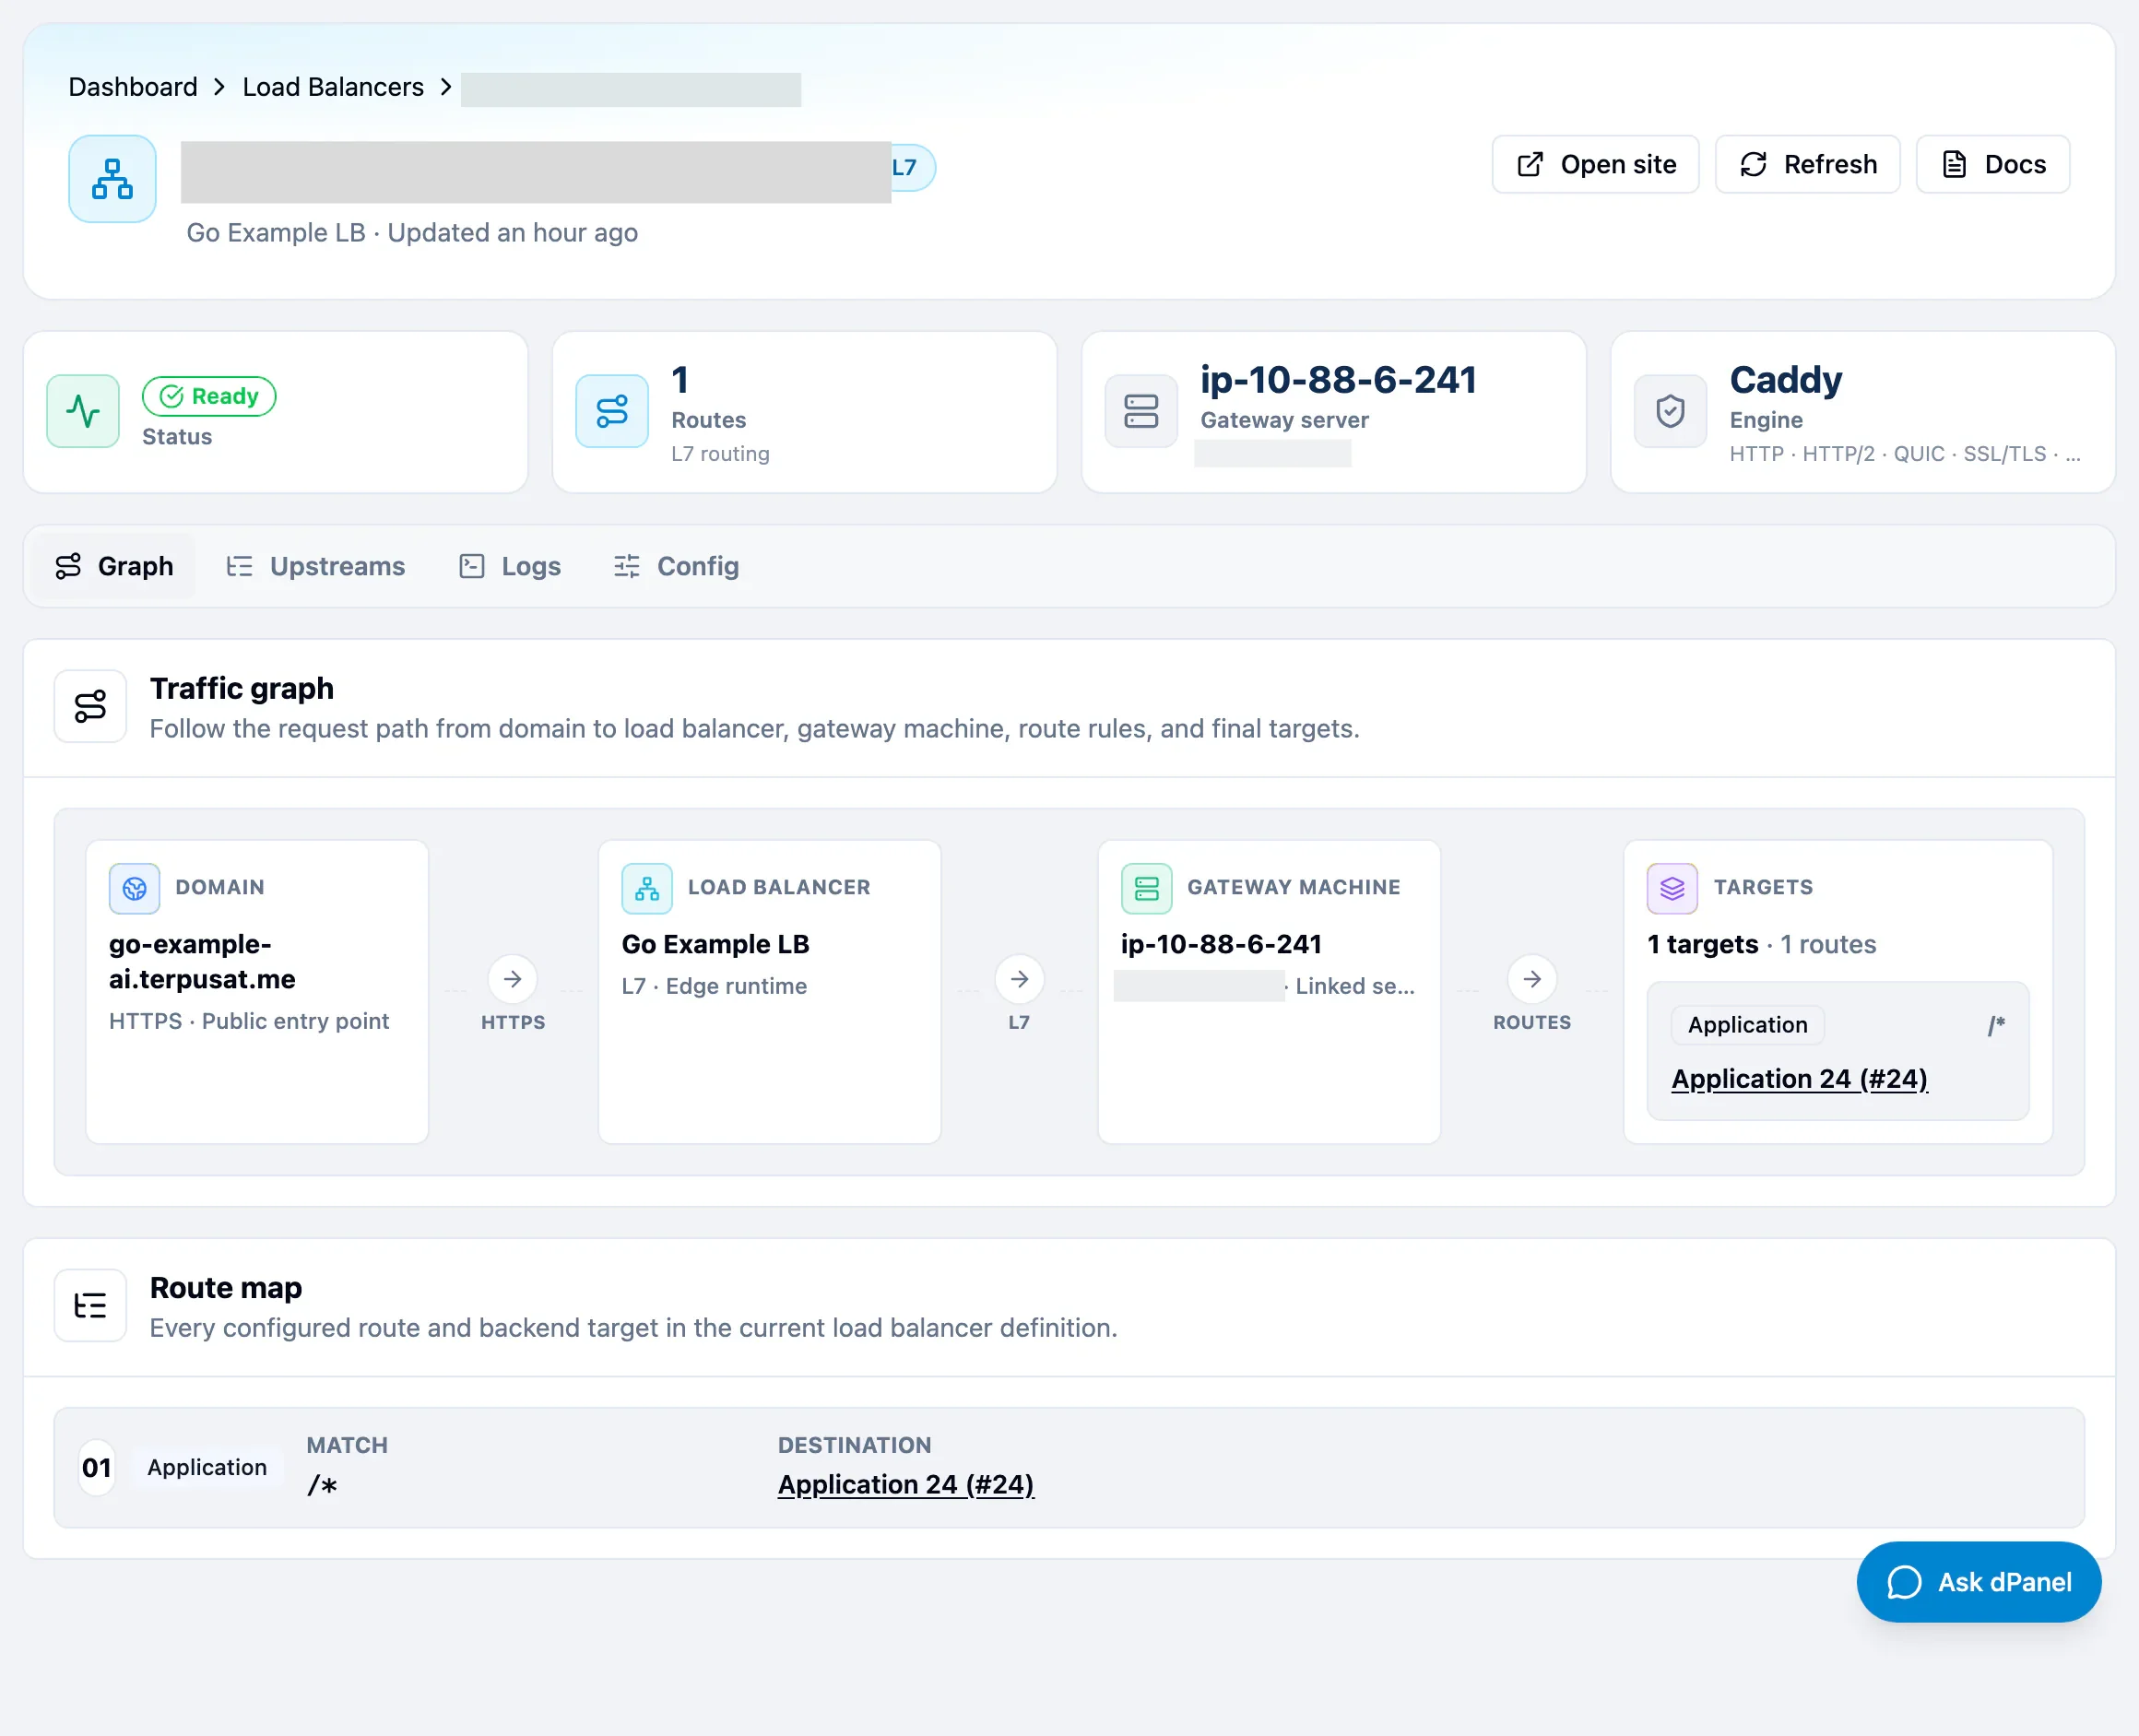 Dashboard > Load Balancers >
L7
Go Example LB · Updated an hour ago
Open site
Refresh
Docs
Ready
Status
1
Routes
L7 routing
ip-10-88-6-241
Gateway server
Caddy
Engine
HTTP · HTTP/2 · QUIC · SSL/TLS · ...
Graph
Upstreams
Logs
Config
Traffic graph
Follow the request path from domain to load balancer, gateway machine, route rules, and final targets.
DOMAIN
go-example-
ai.terpusat.me
HTTPS · Public entry point
HTTPS
LOAD BALANCER
Go Example LB
L7 · Edge runtime
L7
GATEWAY MACHINE
ip-10-88-6-241
· Linked se...
ROUTES
TARGETS
1 targets · 1 routes
Application
/*
Application 24 (#24)
Route map
Every configured route and backend target in the current load balancer definition.
01
Application
MATCH
/*
DESTINATION
Application 24 (#24)
Ask dPanel